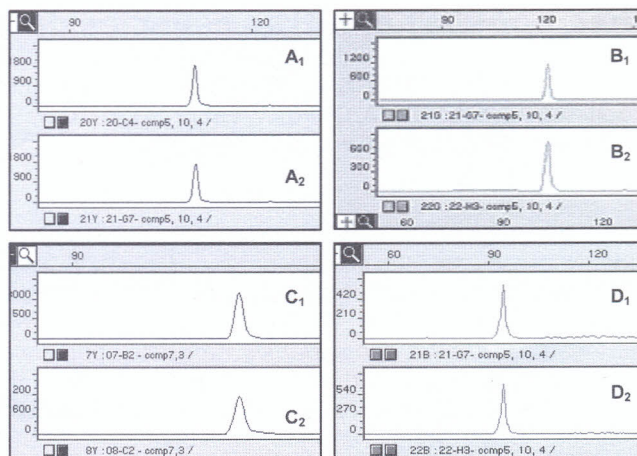 90 120
A1
800
900
0
20Y : 20-C4- comp5, 10, 4 /
A2
800
900
0
21Y : 21-G7- comp5, 10, 4 /
90 120
B1
1200
600
0
21G : 21-G7- comp5, 10, 4 /
B2
600
300
0
22G : 22-H3- comp5, 10, 4 /
60 90 120
90
C1
000
500
0
7Y : 07-B2 - comp7,3 /
C2
200
600
0
8Y : 08-C2 - comp7,3 /
60 90 120
D1
420
210
0
21B : 21-G7- comp5, 10, 4 /
D2
540
270
0
22B : 22-H3- comp5, 10, 4 /